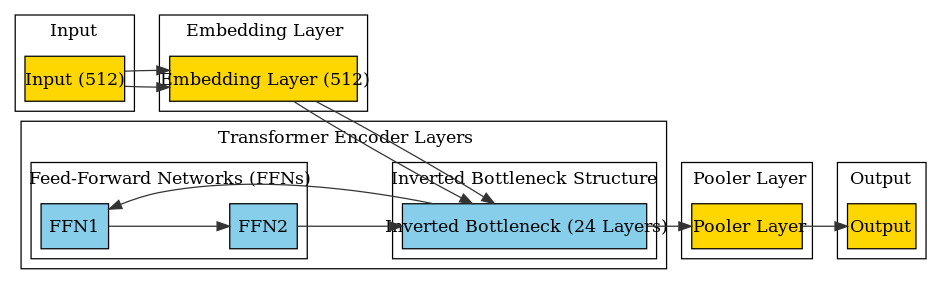 Input
Input (512)
Embedding Layer
Embedding Layer (512)
Transformer Encoder Layers
Feed-Forward Networks (FFNs)
FFN1
FFN2
Inverted Bottleneck Structure
Inverted Bottleneck (24 Layers)
Pooler Layer
Pooler Layer
Output
Output